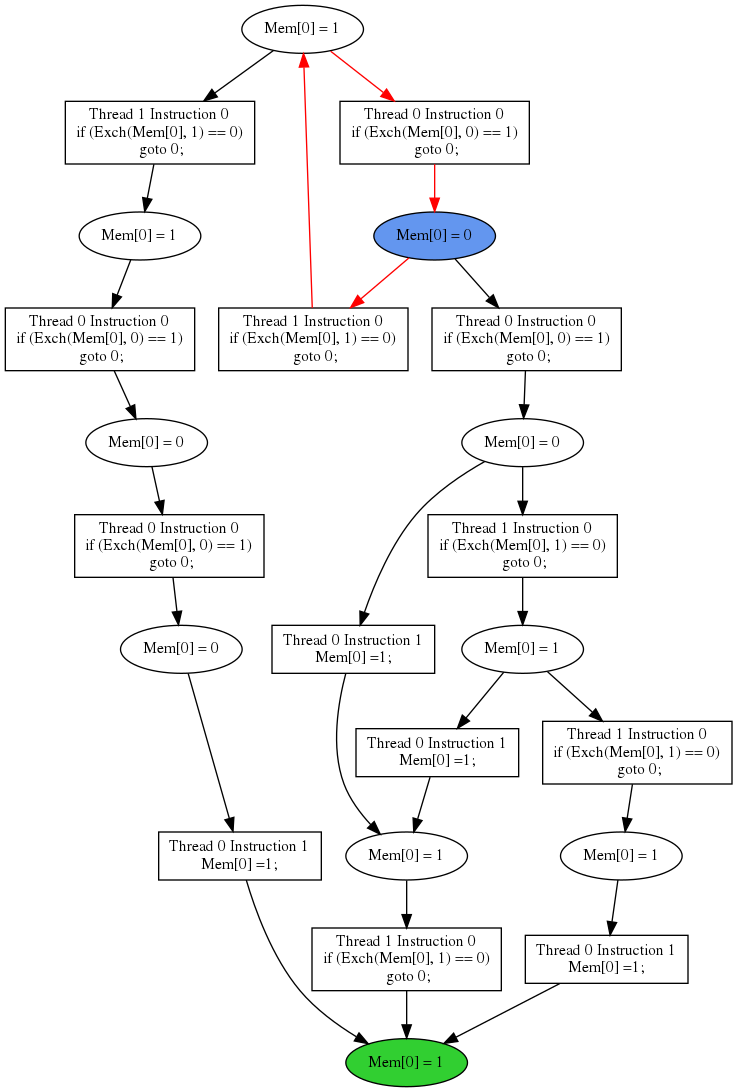 Mem[0] = 1
Thread 1 Instruction 0
if (Exch(Mem[0], 1) == 0)
goto 0;
Thread 0 Instruction 0
if (Exch(Mem[0], 0) == 1)
goto 0;
Mem[0] = 1
Mem[0] = 0
Thread 0 Instruction 0
if (Exch(Mem[0], 0) == 1)
goto 0;
Thread 1 Instruction 0
if (Exch(Mem[0], 1) == 0)
goto 0;
Thread 0 Instruction 0
if (Exch(Mem[0], 0) == 1)
goto 0;
Mem[0] = 0
Mem[0] = 0
Thread 0 Instruction 0
if (Exch(Mem[0], 0) == 1)
goto 0;
Thread 1 Instruction 0
if (Exch(Mem[0], 1) == 0)
goto 0;
Mem[0] = 0
Thread 0 Instruction 1
Mem[0] =1;
Mem[0] = 1
Thread 0 Instruction 1
Mem[0] =1;
Thread 1 Instruction 0
if (Exch(Mem[0], 1) == 0)
goto 0;
Thread 0 Instruction 1
Mem[0] =1;
Mem[0] = 1
Mem[0] = 1
Thread 1 Instruction 0
if (Exch(Mem[0], 1) == 0)
goto 0;
Thread 0 Instruction 1
Mem[0] =1;
Mem[0] = 1